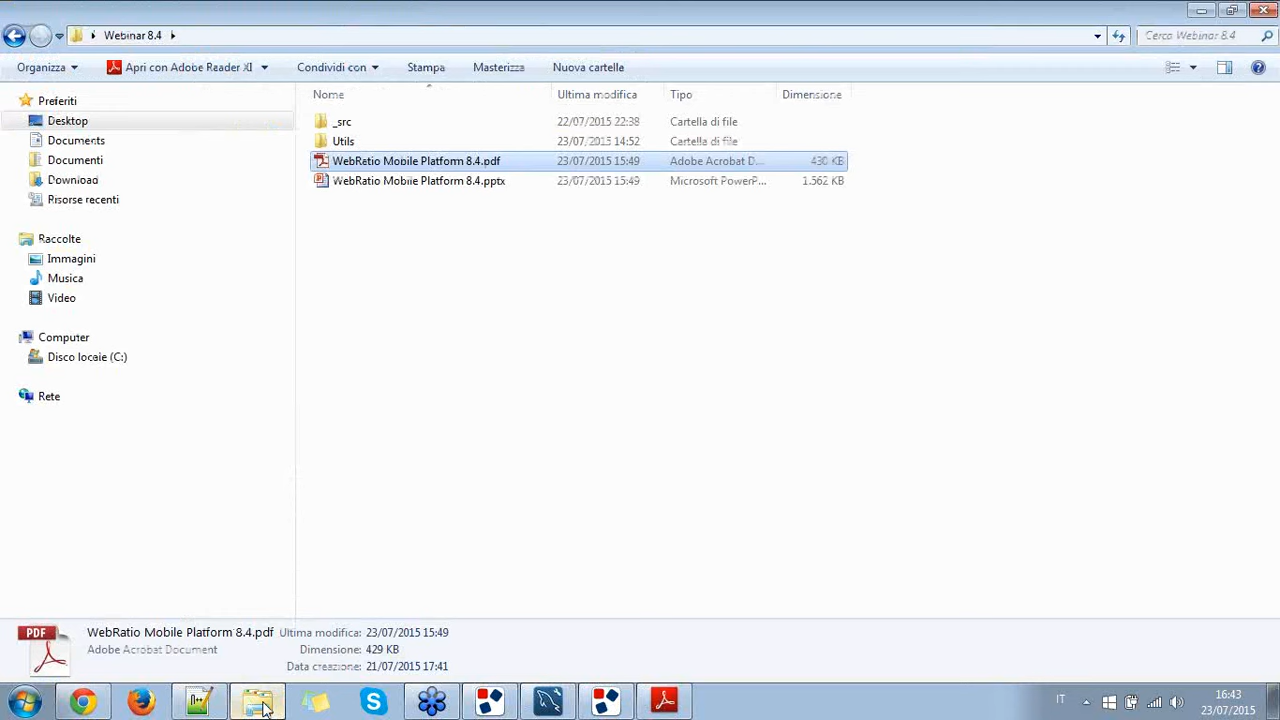 Webinar 8.4
Cerca Webinar 8.4
Organizza
Apri con Adobe Reader XI
Condividi con
Stampa
Masterizza
Nuova cartella
Preferiti
Desktop
Documents
Documenti
Download
Risorse recenti
Raccolte
Immagini
Musica
Video
Computer
Disco locale (C:)
Rete
Nome Ultima modifica Tipo Dimensione
_src 22/07/2015 22:38 Cartella di file
Utils 23/07/2015 14:52 Cartella di file
WebRatio Mobile Platform 8.4.pdf 23/07/2015 15:49 Adobe Acrobat D... 430 KB
WebRatio Mobile Platform 8.4.pptx 23/07/2015 15:49 Microsoft PowerP... 1.562 KB
PDF
WebRatio Mobile Platform 8.4.pdf Ultima modifica: 23/07/2015 15:49
Adobe Acrobat Document Dimensione: 429 KB
Data creazione: 21/07/2015 17:41
IT
16:43
23/07/2015